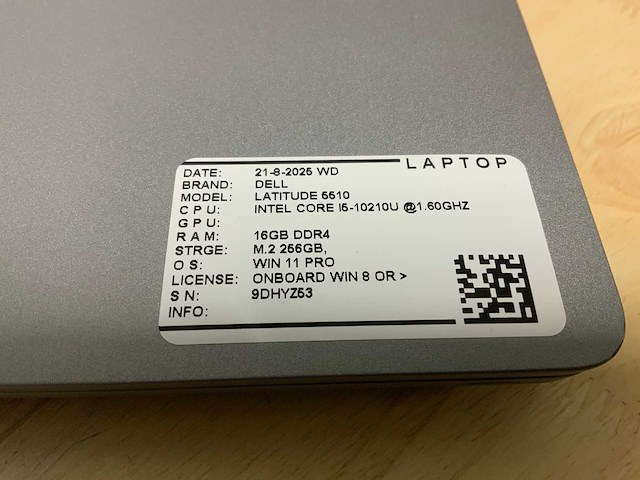 LAPTOP
DATE: 21-8-2025 WD
BRAND: DELL
MODEL: LATITUDE 5510
CPU: INTEL CORE I5-10210U @1.60GHZ
GPU:
RAM: 16GB DDR4
STRGE: M.2 256GB,
OS: WIN 11 PRO
LICENSE: ONBOARD WIN 8 OR >
SN: 9DHYZ53
INFO: